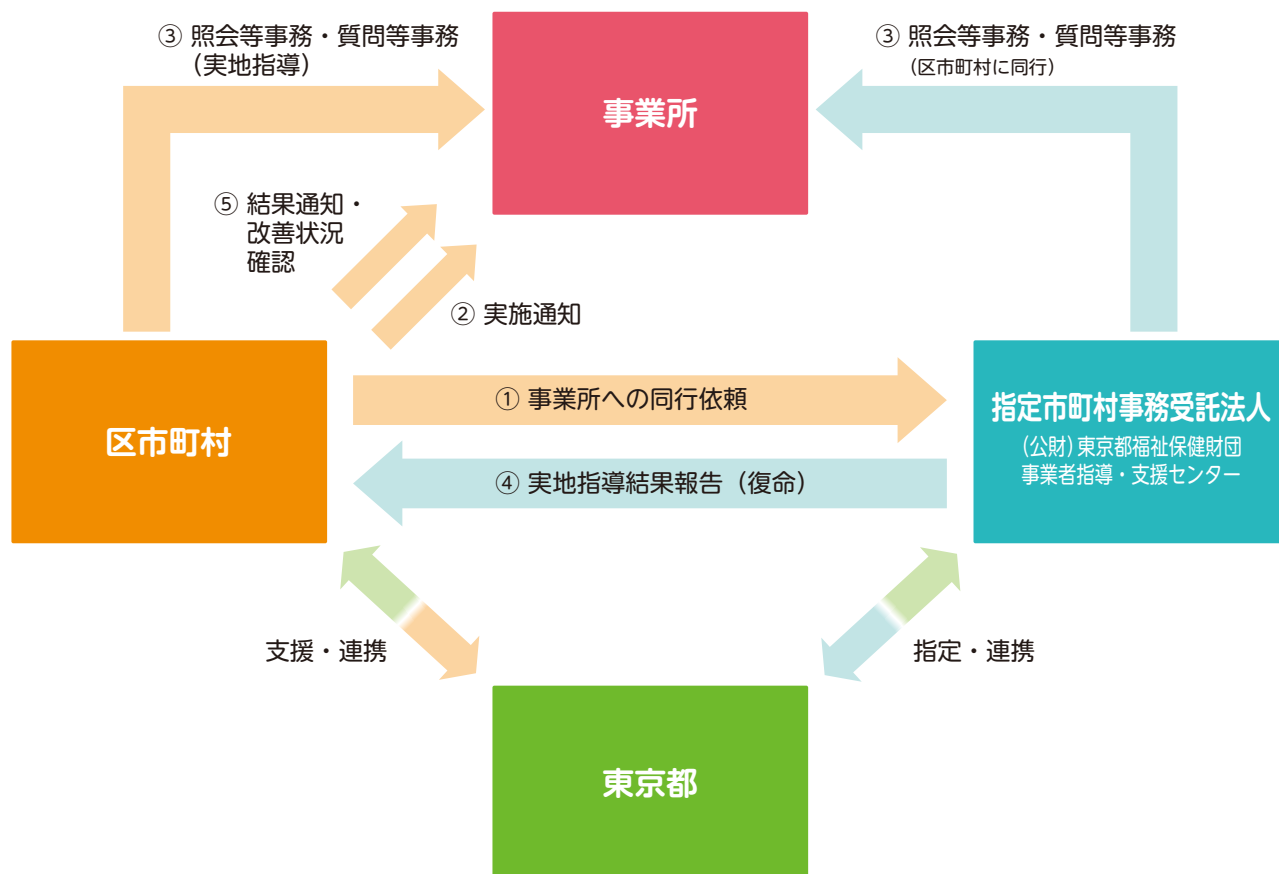 ③ 照会等事務・質問等事務
(実地指導)
③ 照会等事務・質問等事務
(区市町村に同行)
事業所
⑤ 結果通知・
改善状況
確認
② 実施通知
区市町村
① 事業所への同行依頼
④ 実地指導結果報告(復命)
指定市町村事務受託法人
(公財)東京都福祉保健財団
事業者指導・支援センター
支援・連携
指定・連携
東京都